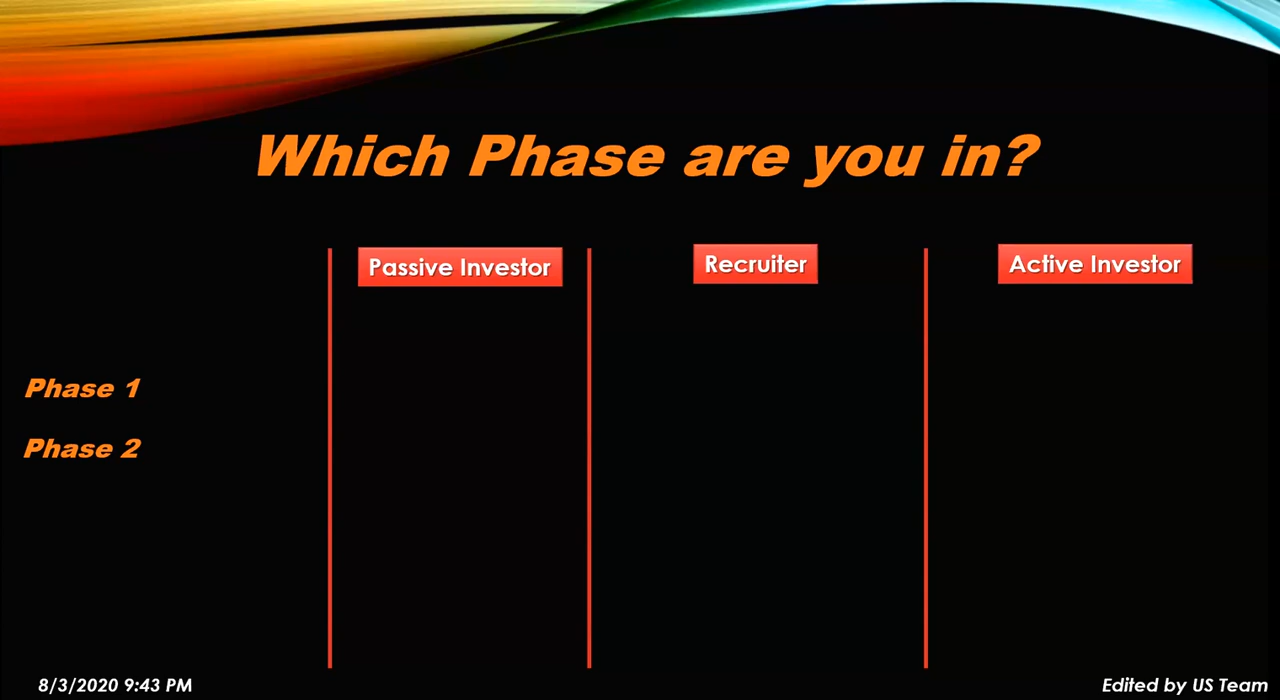 Which Phase are you in?
Passive Investor
Recruiter
Active Investor
Phase 1
Phase 2
8/3/2020 9:43 PM
Edited by US Team